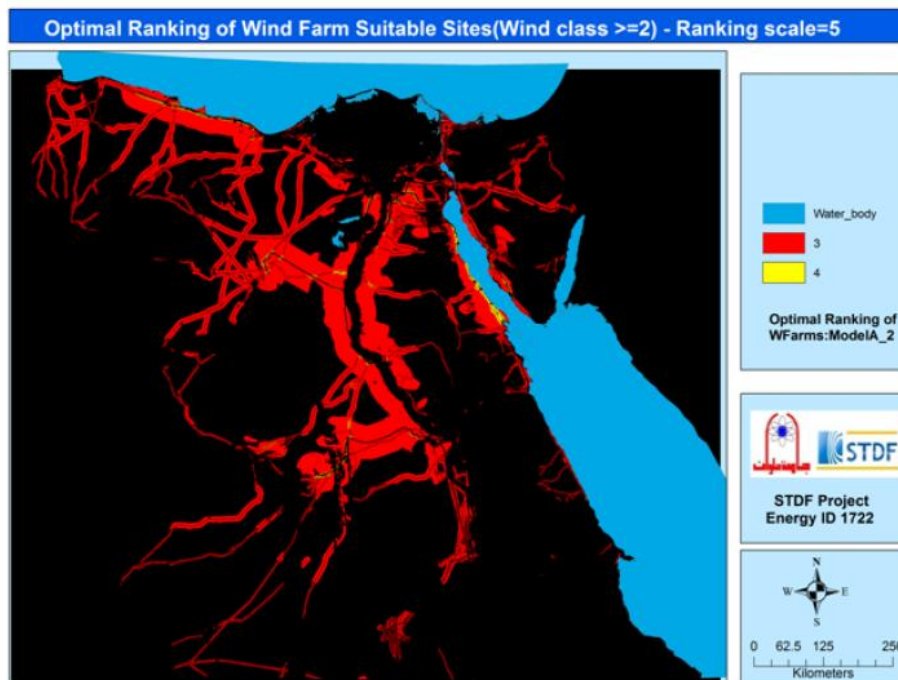 Optimal Ranking of Wind Farm Suitable Sites(Wind class >=2) - Ranking scale=5
Water_body
3
4
Optimal Ranking of
WFarms:ModelA_2
STDF
STDF Project
Energy ID 1722
N
W
E
S
0 62.5 125 250
Kilometers